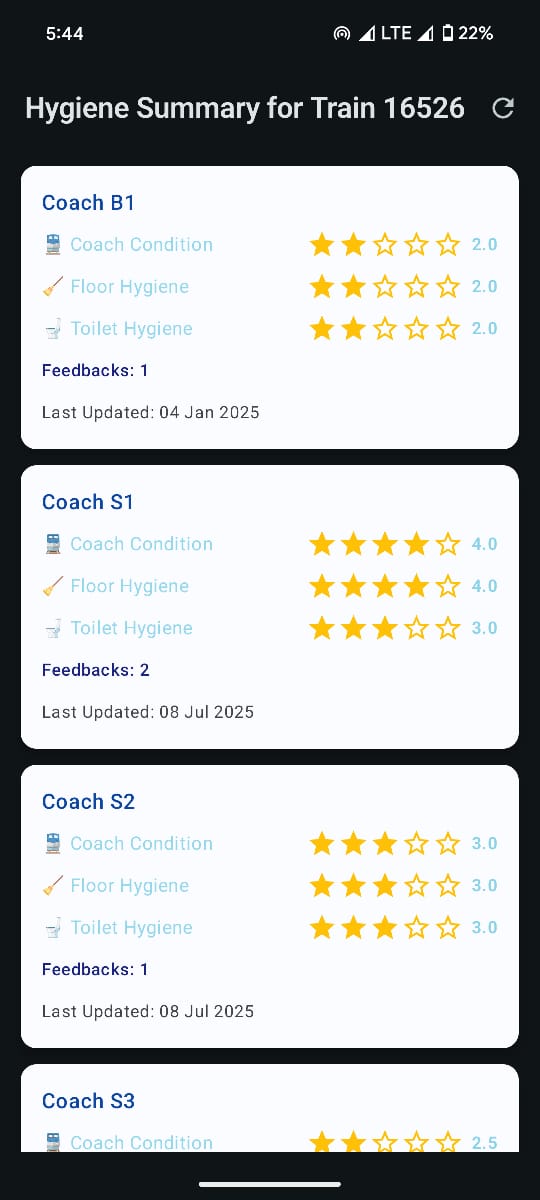 5:44 LTE 22%
Hygiene Summary for Train 16526
Coach B1
Coach Condition 2.0
Floor Hygiene 2.0
Toilet Hygiene 2.0
Feedbacks: 1
Last Updated: 04 Jan 2025
Coach S1
Coach Condition 4.0
Floor Hygiene 4.0
Toilet Hygiene 3.0
Feedbacks: 2
Last Updated: 08 Jul 2025
Coach S2
Coach Condition 3.0
Floor Hygiene 3.0
Toilet Hygiene 3.0
Feedbacks: 1
Last Updated: 08 Jul 2025
Coach S3
Coach Condition 2.5